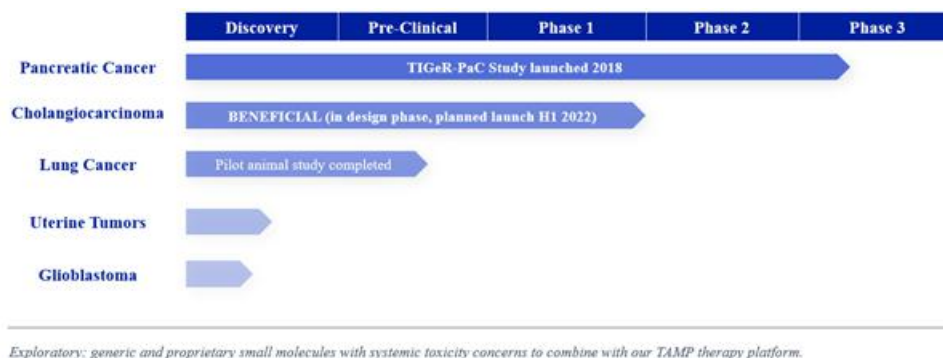 Discovery Pre-Clinical Phase 1 Phase 2 Phase 3
Pancreatic Cancer TIGeR-PaC Study launched 2018
Cholangiocarcinoma BENEFICIAL (in design phase, planned launch H1 2022)
Lung Cancer Pilot animal study completed
Uterine Tumors
Glioblastoma
Exploratory: generic and proprietary small molecules with systemic toxicity concerns to combine with our TAMP therapy platform.